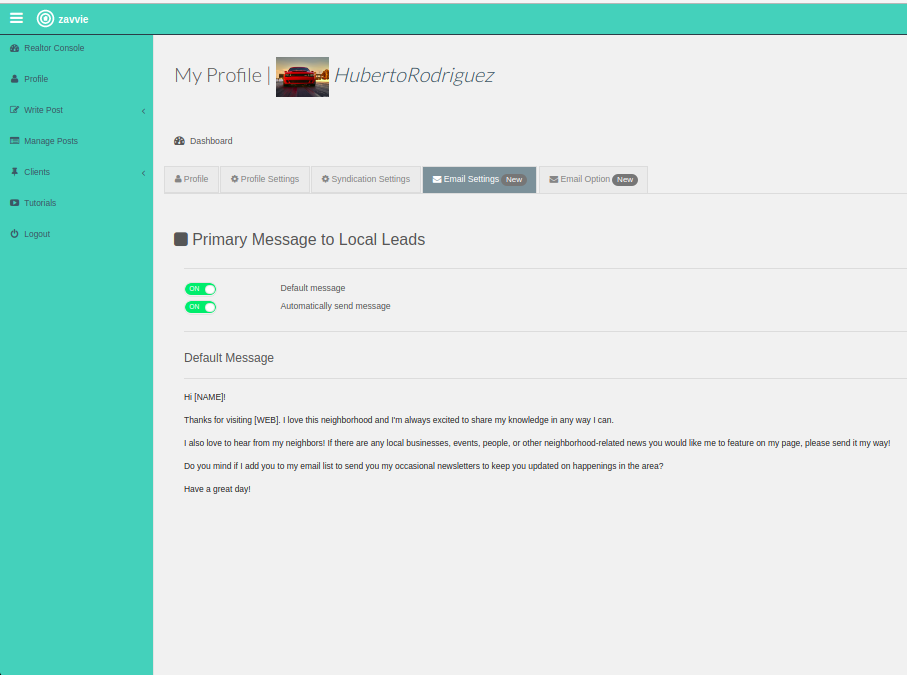 zavvie
Realtor Console
Profile
Write Post
Manage Posts
Clients
Tutorials
Logout
My Profile | HubertoRodriguez
Dashboard
Profile
Profile Settings
Syndication Settings
Email Settings New
Email Option New
Primary Message to Local Leads
ON Default message
ON Automatically send message
Default Message
Hi [NAME]!
Thanks for visiting [WEB]. I love this neighborhood and I'm always excited to share my knowledge in any way I can.
I also love to hear from my neighbors! If there are any local businesses, events, people, or other neighborhood-related news you would like me to feature on my page, please send it my way!
Do you mind if I add you to my email list to send you my occasional newsletters to keep you updated on happenings in the area?
Have a great day!